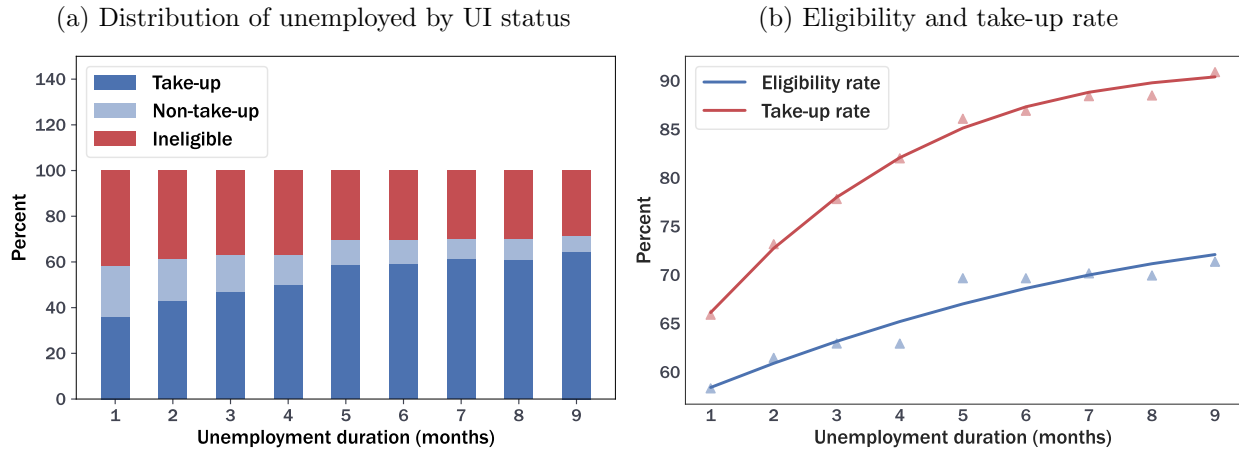 (a) Distribution of unemployed by UI status
140
120
100
80
60
40
20
0
Percent
Take-up
Non-take-up
Ineligible
1 2 3 4 5 6 7 8 9
Unemployment duration (months)
(b) Eligibility and take-up rate
90
85
80
75
70
65
60
Percent
Eligibility rate
Take-up rate
1 2 3 4 5 6 7 8 9
Unemployment duration (months)